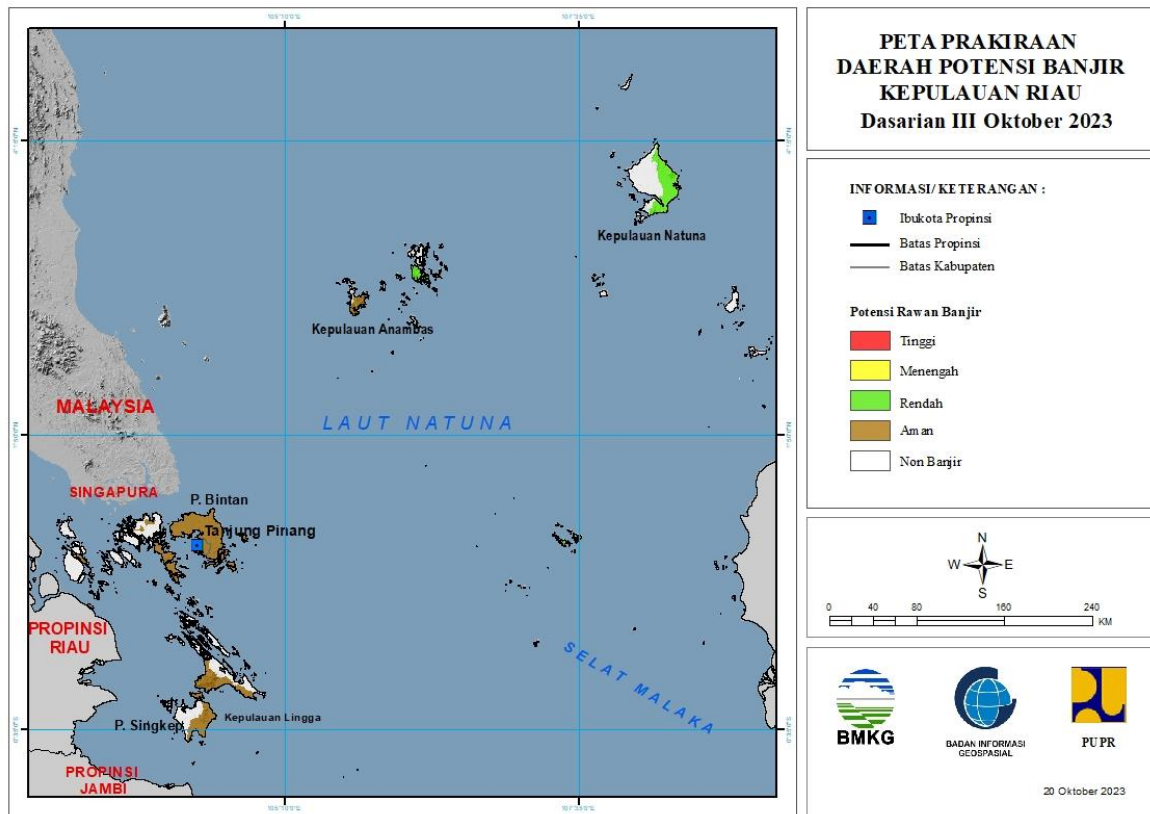 PETA PRAKIRAAN
DAERAH POTENSI BANJIR
KEPULAUAN RIAU
Dasarian III Oktober 2023
INFORMASI/ KETERANGAN :
Ibukota Propinsi
Batas Propinsi
Batas Kabupaten
Potensi Rawan Banjir
Tinggi
Menengah
Rendah
Aman
Non Banjir
N
W E
S
0 40 80 160 240
KM
BMKG
BADAN INFORMASI
GEOSPASIAL
PUPR
20 Oktober 2023
Kepulauan Natuna
Kepulauan Anambas
MALAYSIA
LAUT NATUNA
SINGAPURA
P. Bintan
Tanjung Pinang
PROPINSI
RIAU
SELAT MALAKA
P. Singkep
Kepulauan Lingga
PROPINSI
JAMBI